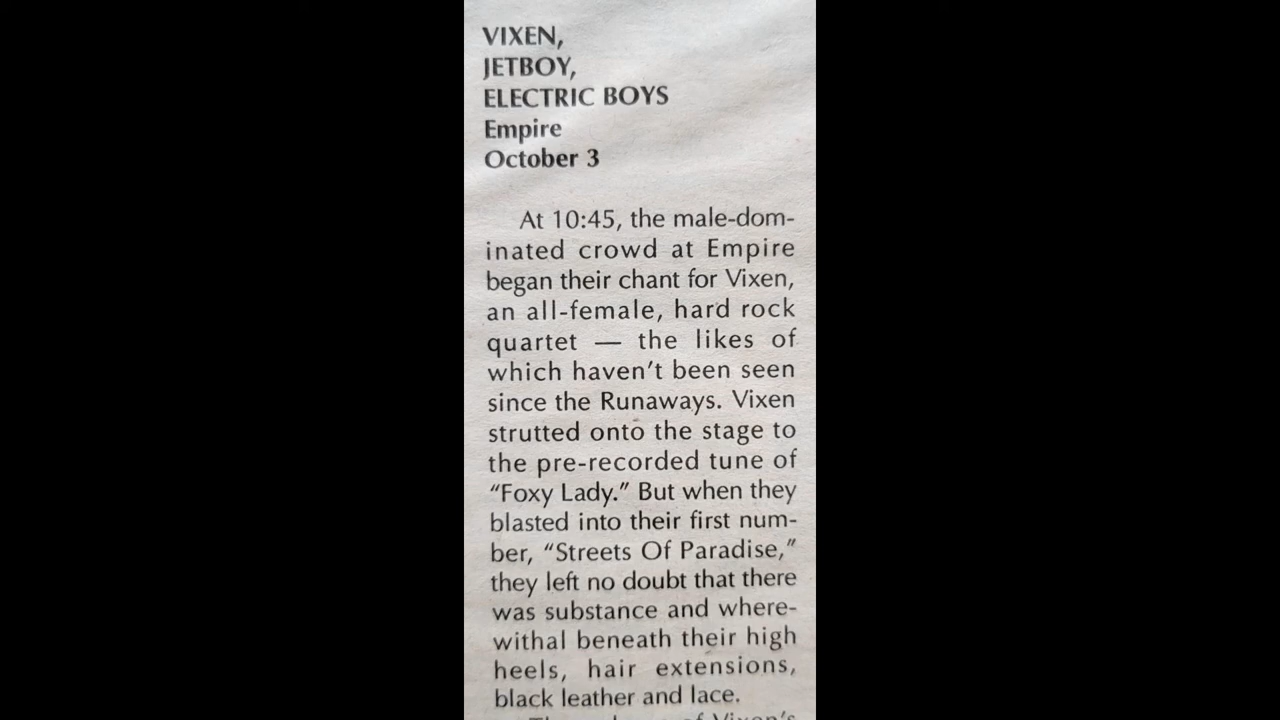 VIXEN,
JETBOY,
ELECTRIC BOYS
Empire
October 3
At 10:45, the male-dom-
inated crowd at Empire
began their chant for Vixen,
an all-female, hard rock
quartet — the likes of
which haven't been seen
since the Runaways. Vixen
strutted onto the stage to
the pre-recorded tune of
“Foxy Lady.” But when they
blasted into their first num-
ber, “Streets Of Paradise,”
they left no doubt that there
was substance and where-
withal beneath their high
heels, hair extensions,
black leather and lace.
of Vixen's